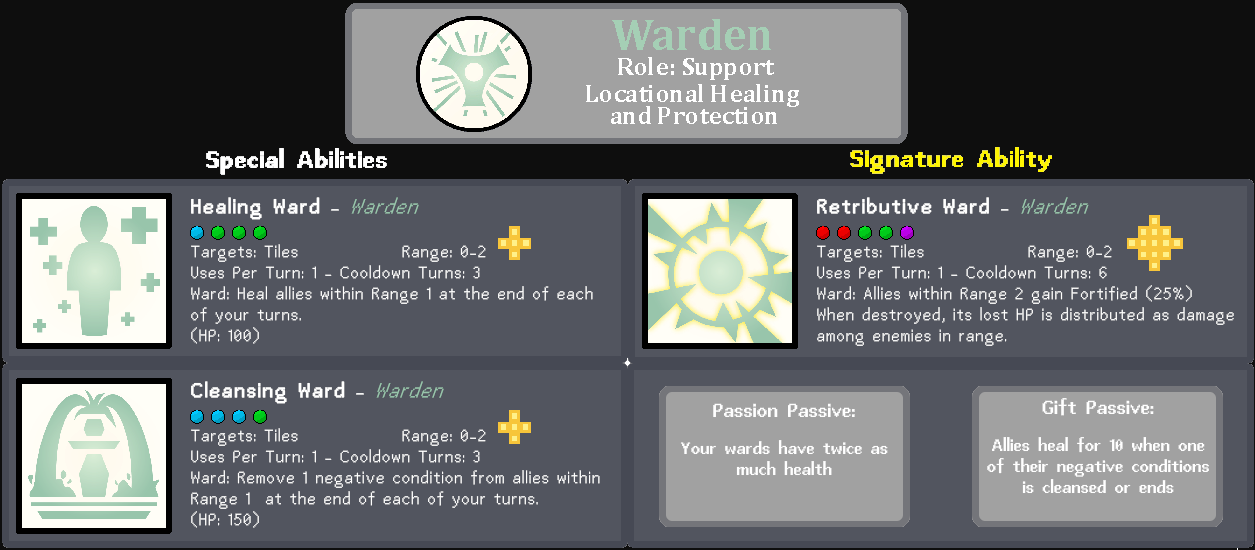 Warden
Role: Support
Locational Healing
and Protection
Special Abilities
Healing Ward - Warden
Targets: Tiles Range: 0-2
Uses Per Turn: 1 - Cooldown Turns: 3
Ward: Heal allies within Range 1 at the end of each
of your turns.
(HP: 100)
Cleansing Ward - Warden
Targets: Tiles Range: 0-2
Uses Per Turn: 1 - Cooldown Turns: 3
Ward: Remove 1 negative condition from allies within
Range 1 at the end of each of your turns.
(HP: 150)
Signature Ability
Retributive Ward - Warden
Targets: Tiles Range: 0-2
Uses Per Turn: 1 - Cooldown Turns: 6
Ward: Allies within Range 2 gain Fortified (25%)
When destroyed, its lost HP is distributed as damage
among enemies in range.
Passion Passive:
Your wards have twice as
much health
Gift Passive:
Allies heal for 10 when one
of their negative conditions
is cleansed or ends